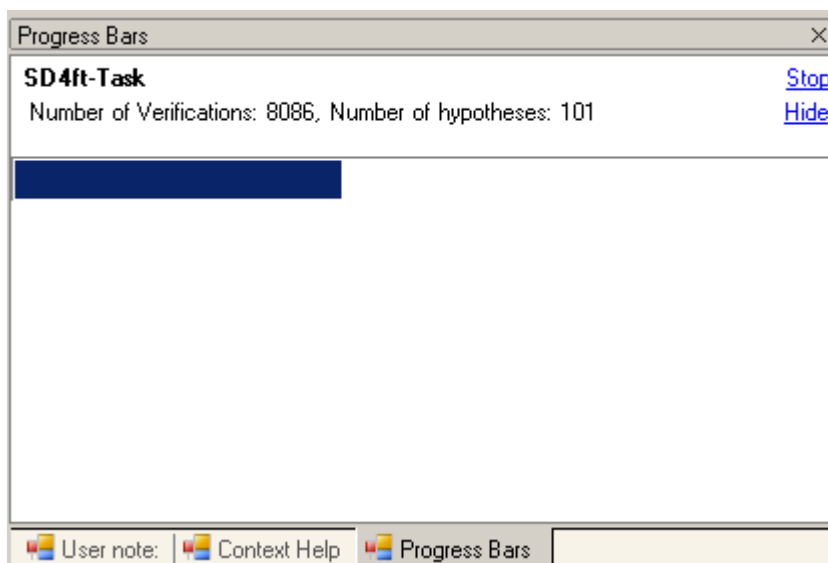 Progress Bars
SD4ft-Task
Stop
Number of Verifications: 8086, Number of hypotheses: 101
Hide
User note:
Context Help
Progress Bars